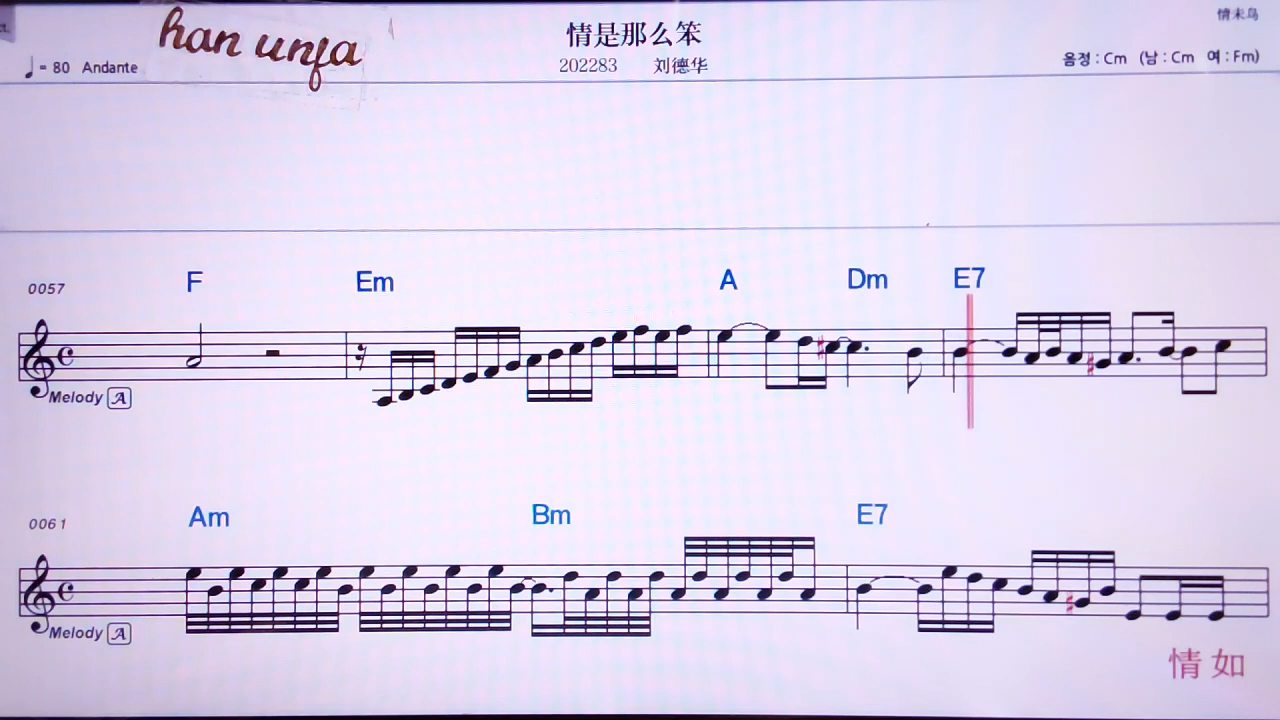 han unfa
情是那么笨
情未鸟
♩= 80 Andante
202283 刘德华
음정 : Cm (남 : Cm 여 : Fm)
0057 F Em A Dm E7
Melody A
0061 Am Bm E7
Melody A
情 如